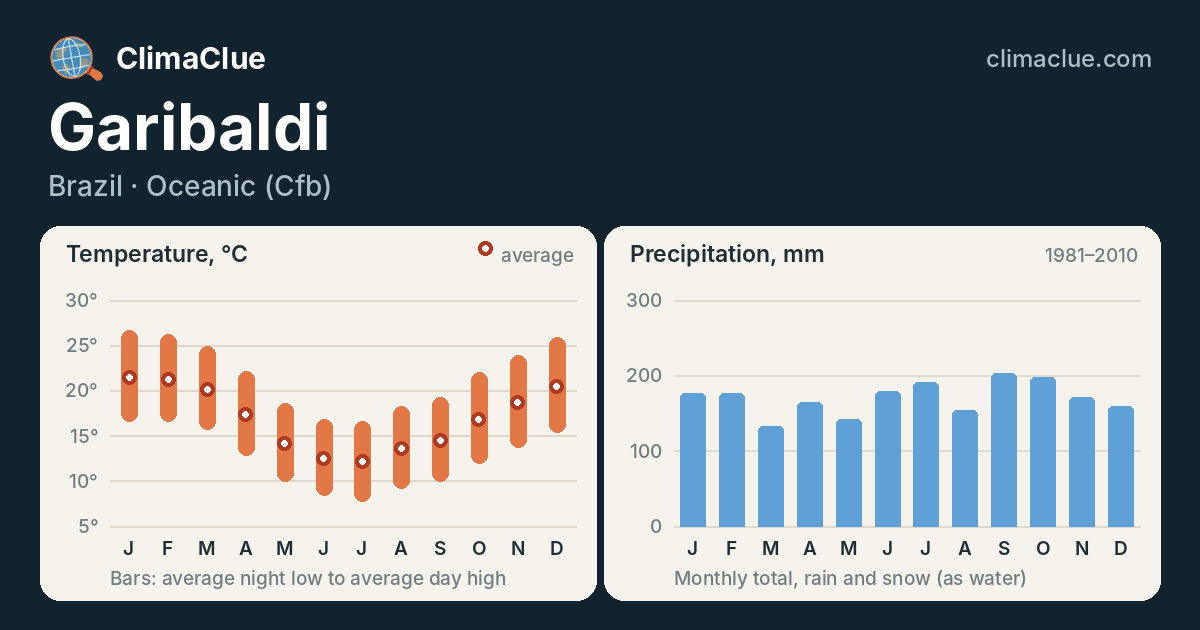 ClimaClue
climaclue.com
Garibaldi
Brazil · Oceanic (Cfb)
Temperature, °C
average
30°
25°
20°
15°
10°
5°
J F M A M J J A S O N D
Bars: average night low to average day high
Precipitation, mm
1981–2010
300
200
100
0
J F M A M J J A S O N D
Monthly total, rain and snow (as water)